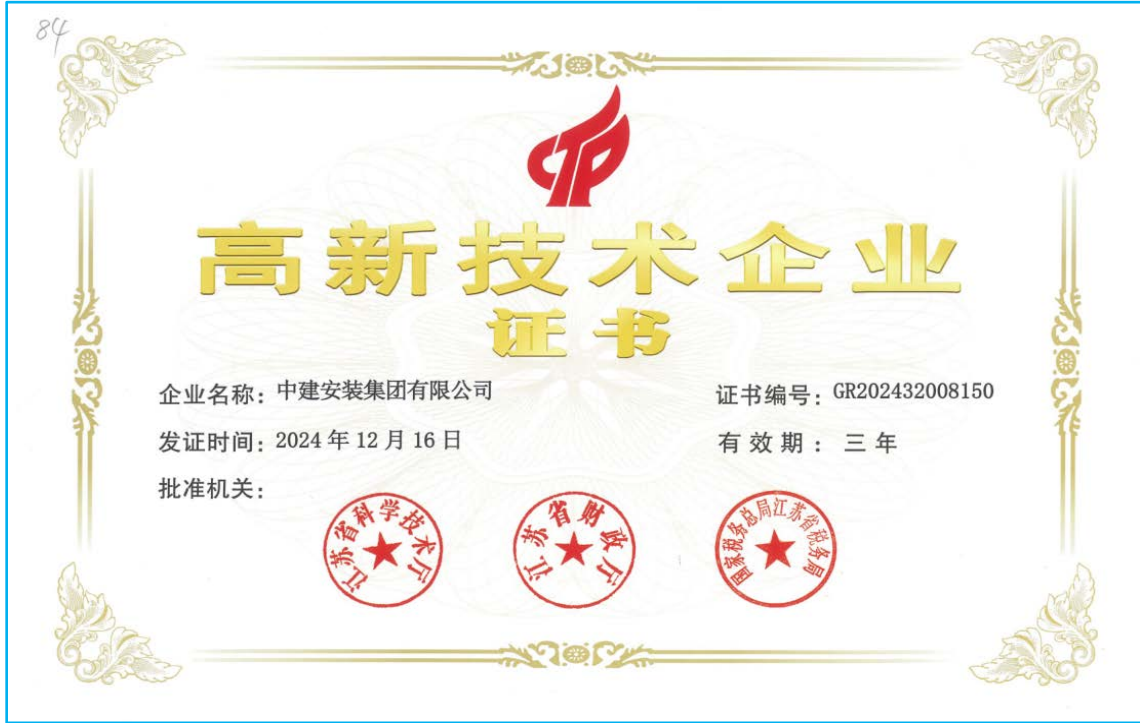 84
CTP
高新技术企业
证书
企业名称：中建安装集团有限公司
证书编号：GR202432008150
发证时间：2024年12月16日
有效期：三年
批准机关：
江苏省科学技术厅
江苏省财政厅
国家税务总局江苏省税务局